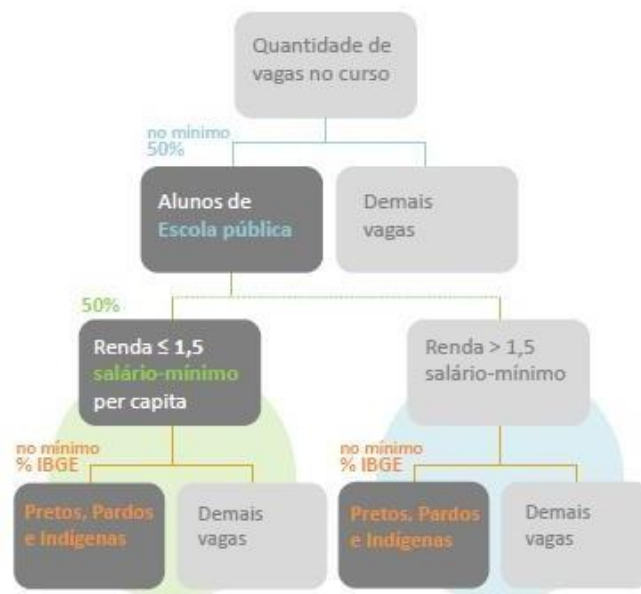 Quantidade de
vagas no curso
no mínimo
50%
Alunos de
Escola pública
Demais
vagas
50%
Renda ≤ 1,5
salário-mínimo
per capita
Renda > 1,5
salário-mínimo
no mínimo
% IBGE
Pretos, Pardos
e Indígenas
Demais
vagas
no mínimo
% IBGE
Pretos, Pardos
e Indígenas
Demais
vagas